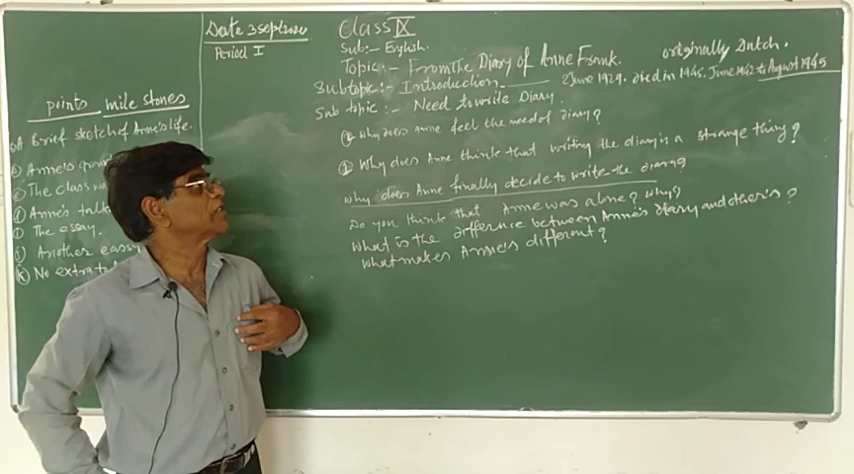 Date 3 Sept 2020
Period I
points mile stones
A Brief sketch of Anne's life.
b) Anne's
c) The class
d) Anne's
i) The essay.
j) Another
k) No extra
Class IX
Sub:- English.
Topic:- From the Diary of Anne Frank. originally Dutch.
Subtopic:- Introduction. June 1929. died in 1945. June 1942 to August 1945
Sub topic:- Need to write Diary.
Why does Anne feel the need of diary?
Why does Anne think that writing the diary is a strange thing?
Why does Anne finally decide to write the diary?
Do you think that Anne was alone? Why?
What is the difference between Anne's diary and other's?
What makes Anne's different?